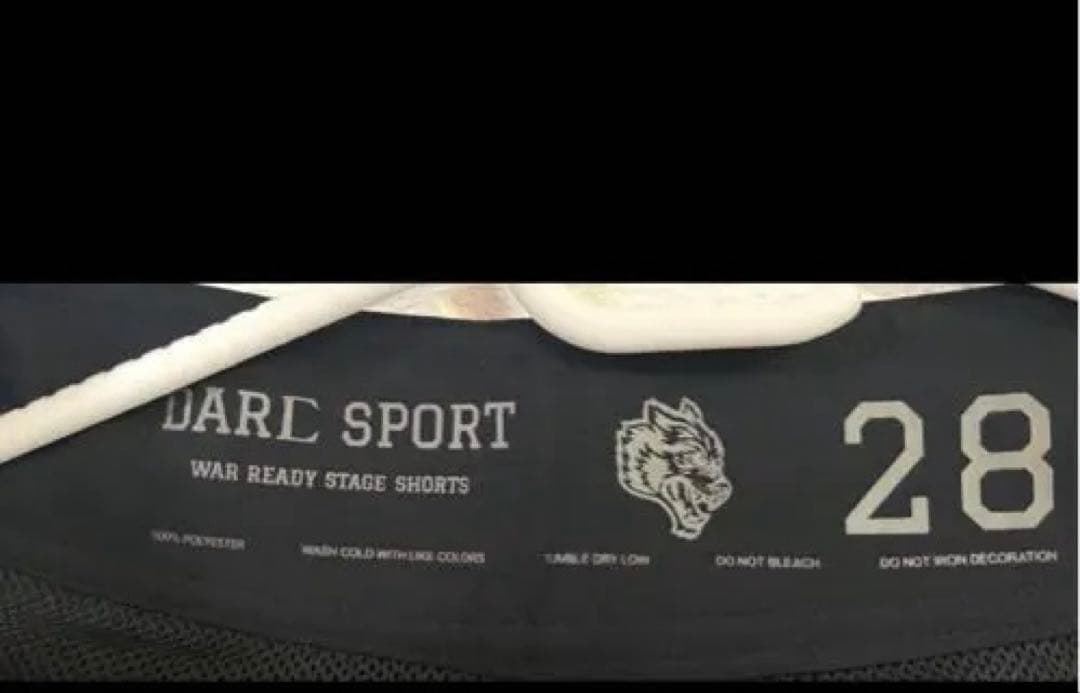 DARC SPORT
WAR READY STAGE SHORTS
28
100% POLYESTER
WASH COLD WITH LIKE COLORS
TUMBLE DRY LOW
DO NOT BLEACH
DO NOT IRON DECORATION